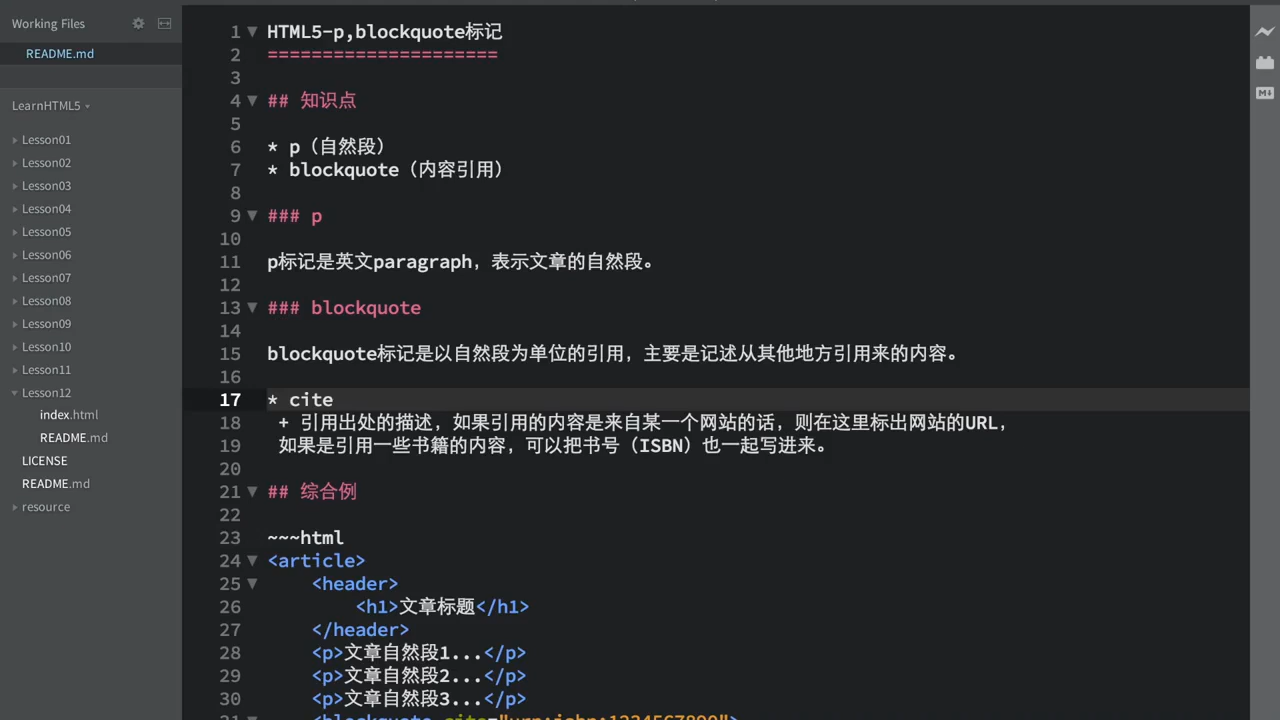 Working Files
README.md
LearnHTML5
Lesson01
Lesson02
Lesson03
Lesson04
Lesson05
Lesson06
Lesson07
Lesson08
Lesson09
Lesson10
Lesson11
Lesson12
index.html
README.md
LICENSE
README.md
resource
1 HTML5-p,blockquote标记
2 =====================
3
4 ## 知识点
5
6 * p（自然段）
7 * blockquote（内容引用）
8
9 ### p
10
11 p标记是英文paragraph，表示文章的自然段。
12
13 ### blockquote
14
15 blockquote标记是以自然段为单位的引用，主要是记述从其他地方引用来的内容。
16
17 * cite
18 + 引用出处的描述，如果引用的内容是来自某一个网站的话，则在这里标出网站的URL，
19 如果是引用一些书籍的内容，可以把书号（ISBN）也一起写进来。
20
21 ## 综合例
22
23 ~~~html
24 <article>
25 <header>
26 <h1>文章标题</h1>
27 </header>
28 <p>文章自然段1...</p>
29 <p>文章自然段2...</p>
30 <p>文章自然段3...</p>
31 <blockquote cite="urn:isbn:1234567890">
M↓